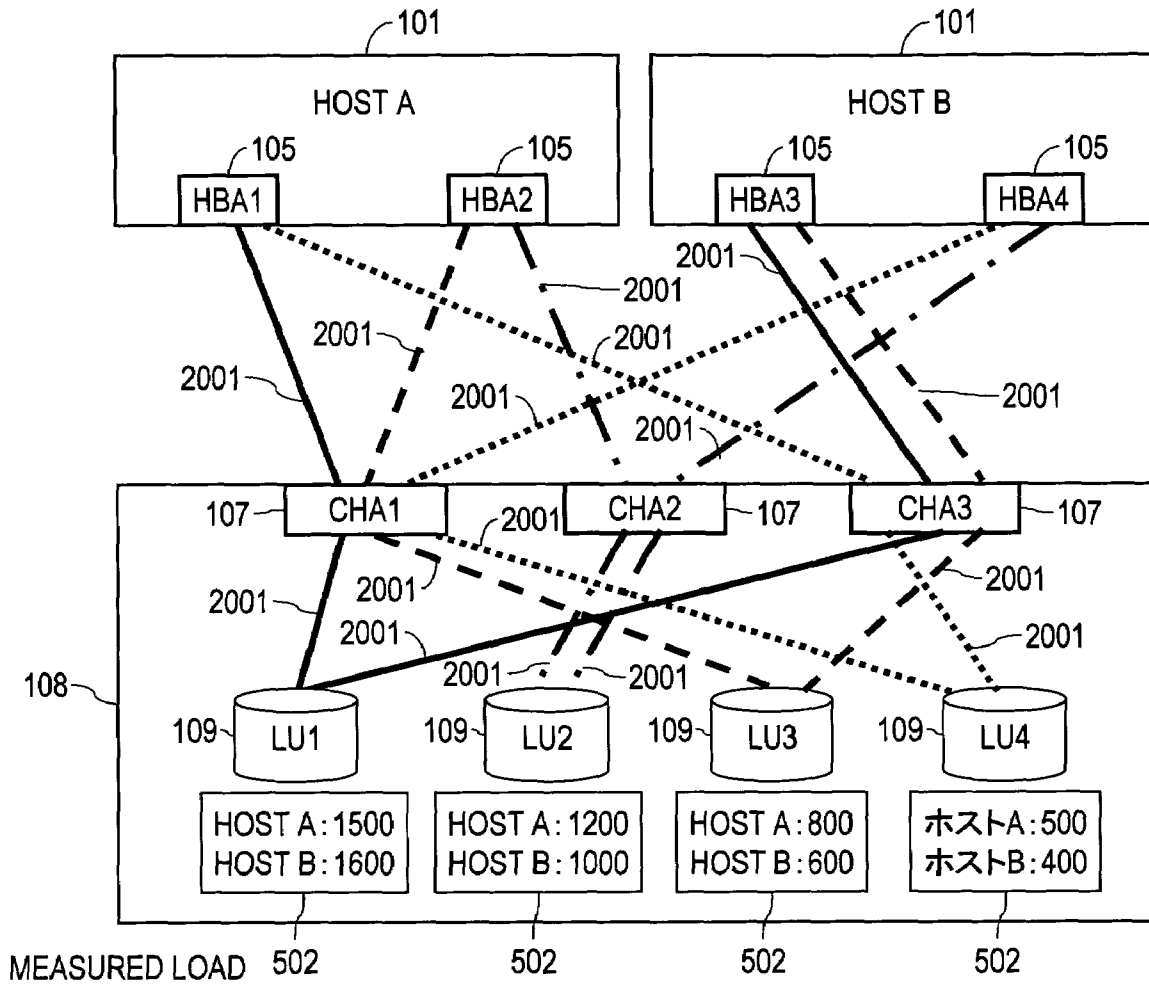 101
101
HOST A
HOST B
105
105
105
105
HBA1
HBA2
HBA3
HBA4
2001
2001
2001
2001
2001
2001
2001
2001
107
CHA1
CHA2
107
CHA3
107
2001
2001
2001
2001
2001
2001
2001
2001
108
109
LU1
109
LU2
109
LU3
109
LU4
HOST A : 1500
HOST B : 1600
HOST A : 1200
HOST B : 1000
HOST A : 800
HOST B : 600
ホストA : 500
ホストB : 400
MEASURED LOAD
502
502
502
502